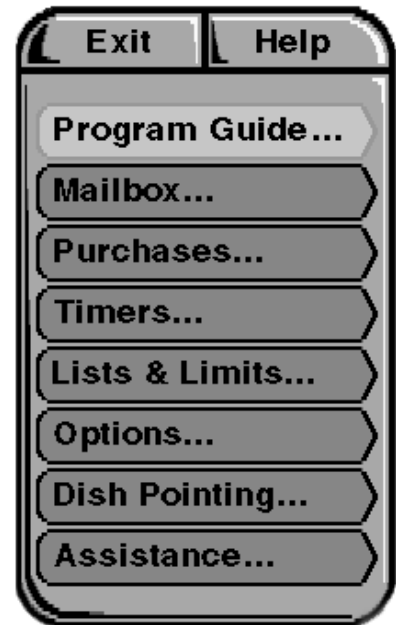 Exit Help
Program Guide...
Mailbox...
Purchases...
Timers...
Lists & Limits...
Options...
Dish Pointing...
Assistance...